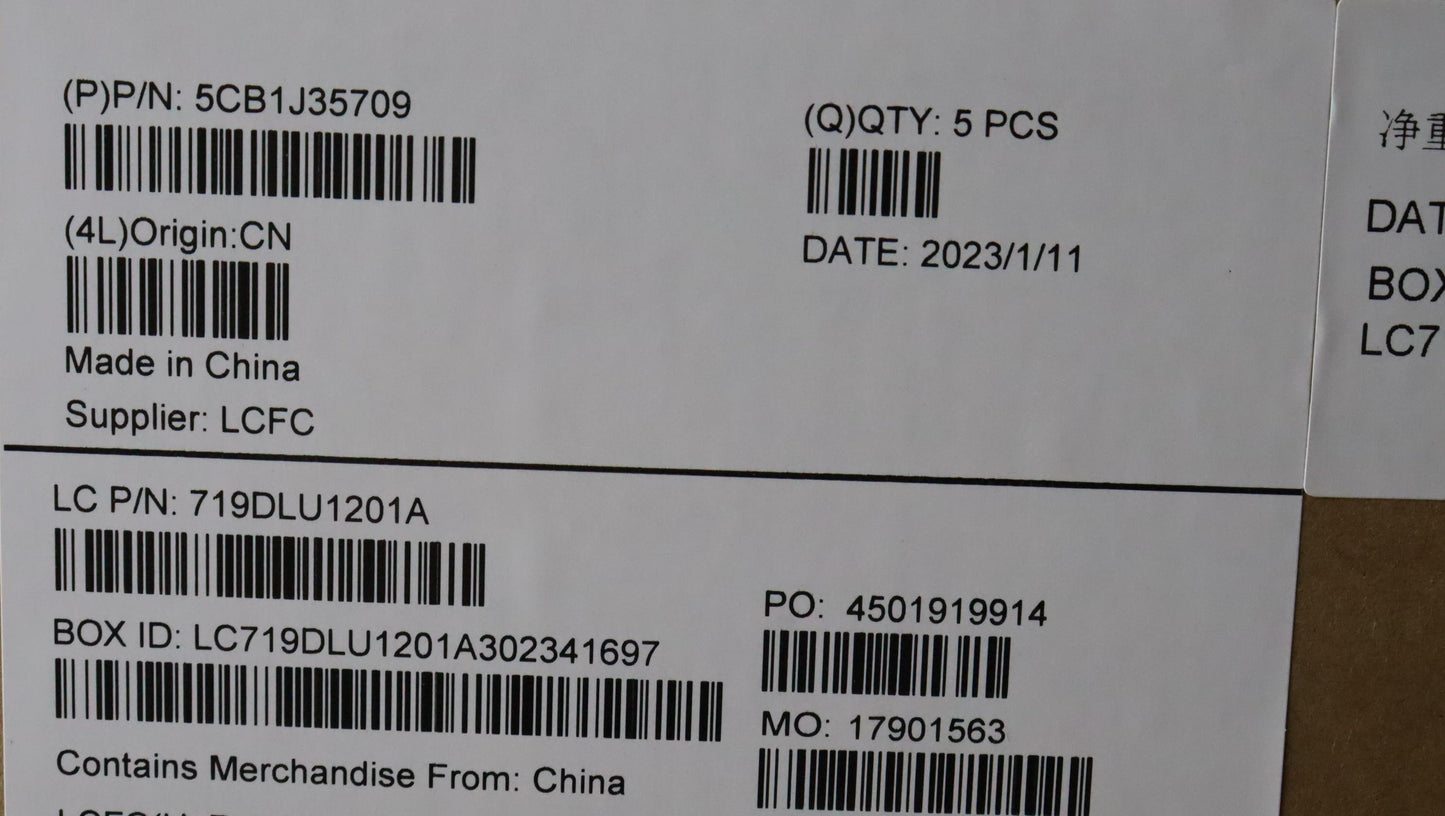 (P)P/N: 5CB1J35709
(Q)QTY: 5 PCS
(4L)Origin:CN
DATE: 2023/1/11
Made in China
Supplier: LCFC
LC P/N: 719DLU1201A
PO: 4501919914
BOX ID: LC719DLU1201A302341697
MO: 17901563
Contains Merchandise From: China
净重
DAT
BOX
LC7